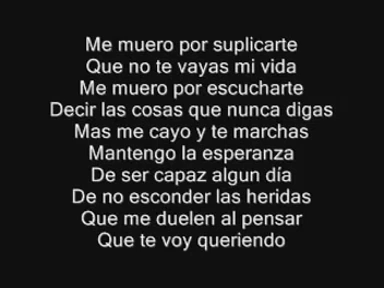 Me muero por suplicarte
Que no te vayas mi vida
Me muero por escucharte
Decir las cosas que nunca digas
Mas me cayo y te marchas
Mantengo la esperanza
De ser capaz algun día
De no esconder las heridas
Que me duelen al pensar
Que te voy queriendo